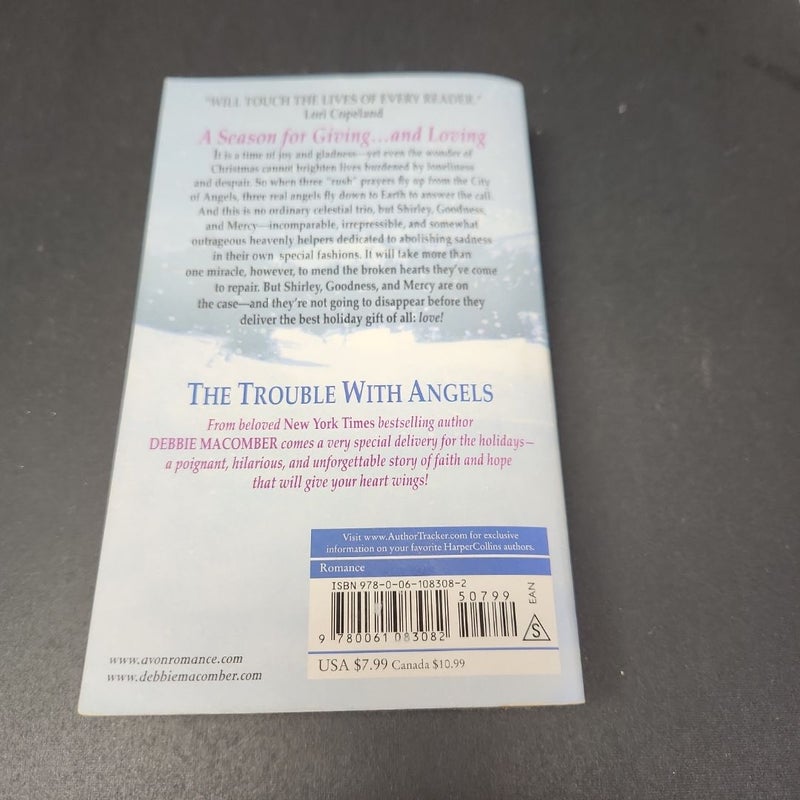 "WILL TOUCH THE LIVES OF EVERY READER."
Lori Copeland
A Season for Giving...and Loving
It is a time of joy and gladness—yet even the wonder of
Christmas cannot brighten lives burdened by loneliness
and despair. So when three "rush" prayers fly up from the City
of Angels, three real angels fly down to Earth to answer the call.
And this is no ordinary celestial trio, but Shirley, Goodness,
and Mercy—incomparable, irrepressible, and somewhat
outrageous heavenly helpers dedicated to abolishing sadness
in their own special fashions. It will take more than
one miracle, however, to mend the broken hearts they've come
to repair. But Shirley, Goodness, and Mercy are on
the case—and they're not going to disappear before they
deliver the best holiday gift of all: love!
THE TROUBLE WITH ANGELS
From beloved New York Times bestselling author
DEBBIE MACOMBER comes a very special delivery for the holidays—
a poignant, hilarious, and unforgettable story of faith and hope
that will give your heart wings!
Visit www.AuthorTracker.com for exclusive
information on your favorite HarperCollins authors.
Romance
ISBN 978-0-06-108308-2
50799
EAN
9 780061 083082
S
USA $7.99 Canada $10.99
www.avonromance.com
www.debbiemacomber.com